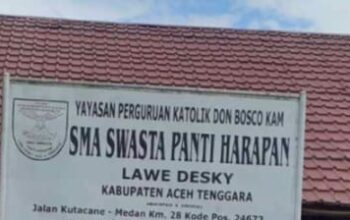 YAYASAN PERGURUAN KATOLIK DON BOSCO KAM
SMA SWASTA PANTI HARAPAN
LAWE DESKY
KABUPATEN ACEH TENGGARA
Jalan Kutacane - Medan Km. 28 Kode Pos. 24673